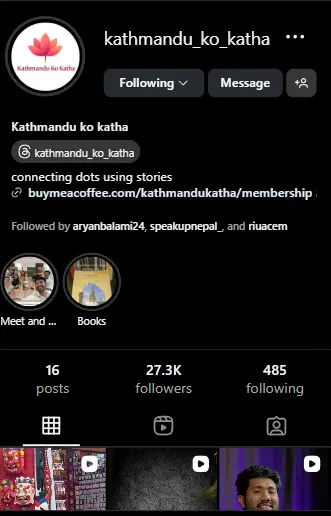 kathmandu_ko_katha
Kathmandu Ko Katha
Following
Message
Kathmandu ko katha
kathmandu_ko_katha
connecting dots using stories
buymeacoffee.com/kathmandukatha/membership
Followed by aryanbalami24, speakupnepal_, and riuacem
Meet and ...
Books
16
27.3K
485
posts
followers
following